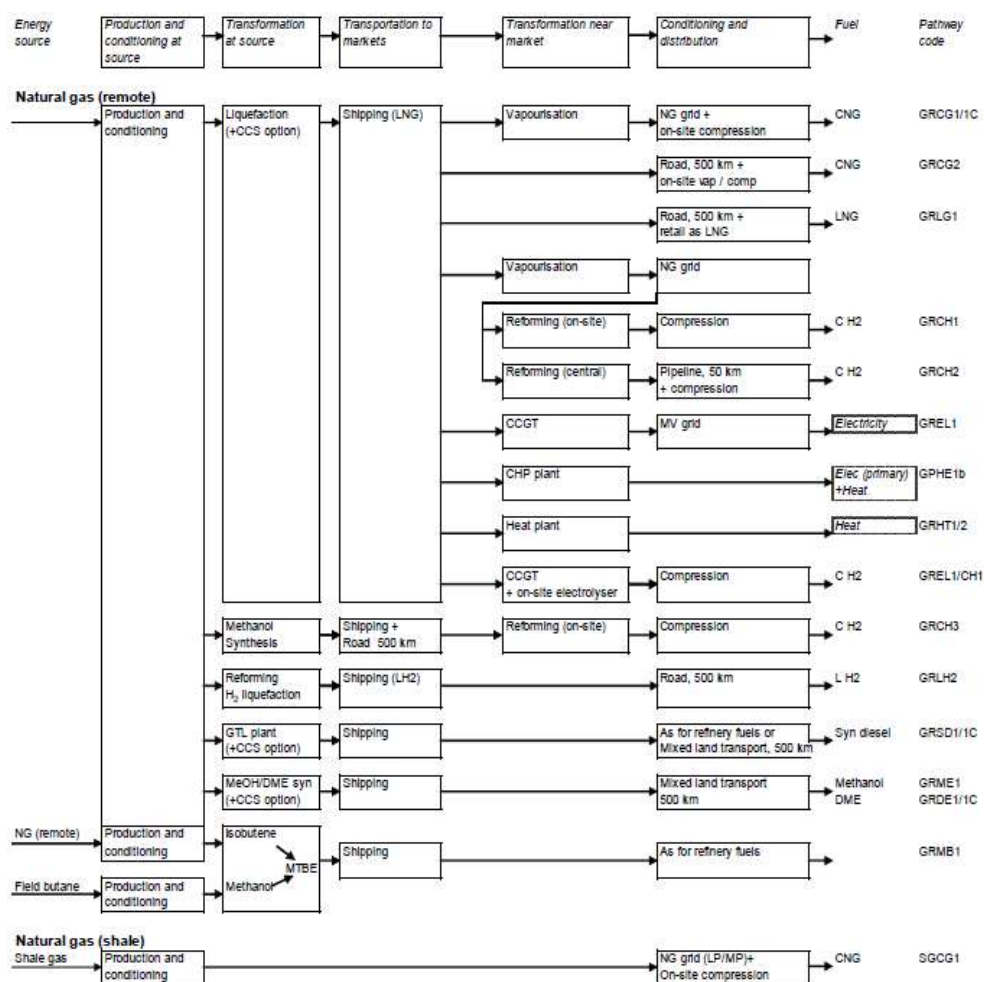 Energy source
Production and conditioning at source
Transformation at source
Transportation to markets
Transformation near market
Conditioning and distribution
Fuel
Pathway code
Natural gas (remote)
Production and conditioning
Liquefaction (+CCS option)
Shipping (LNG)
Vapourisation
NG grid + on-site compression
CNG
GRCG1/1C
Road, 500 km + on-site vap / comp
CNG
GRCG2
Road, 500 km + retail as LNG
LNG
GRLG1
Vapourisation
NG grid
Reforming (on-site)
Compression
C H2
GRCH1
Reforming (central)
Pipeline, 50 km + compression
C H2
GRCH2
CCGT
MV grid
Electricity
GREL1
CHP plant
Elec (primary) +Heat
GPHE1b
Heat plant
Heat
GRHT1/2
CCGT + on-site electrolyser
Compression
C H2
GREL1/CH1
Methanol Synthesis
Shipping + Road 500 km
Reforming (on-site)
Compression
C H2
GRCH3
Reforming H2 liquefaction
Shipping (LH2)
Road, 500 km
L H2
GRLH2
GTL plant (+CCS option)
Shipping
As for refinery fuels or Mixed land transport, 500 km
Syn diesel
GRSD1/1C
MeOH/DME syn (+CCS option)
Shipping
Mixed land transport 500 km
Methanol DME
GRME1 GRDE1/1C
NG (remote)
Production and conditioning
Isobutene
MTBE
Methanol
Shipping
As for refinery fuels
GRMB1
Field butane
Production and conditioning
Natural gas (shale)
Shale gas
Production and conditioning
NG grid (LP/MP)+ On-site compression
CNG
SGCG1